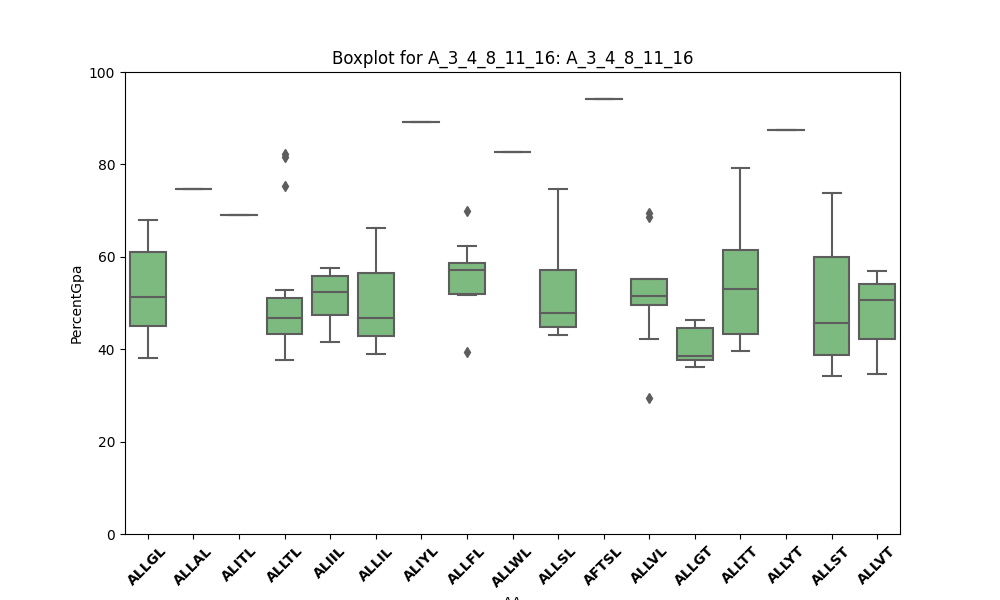 Boxplot for A_3_4_8_11_16: A_3_4_8_11_16
100
80
60
40
20
0
PercentGpa
ALLGL ALLAL ALITL ALLTL ALIIL ALLIL ALIYL ALLFL ALLWL ALLSL AFTSL ALLVL ALLGT ALLTT ALLYT ALLST ALLVT